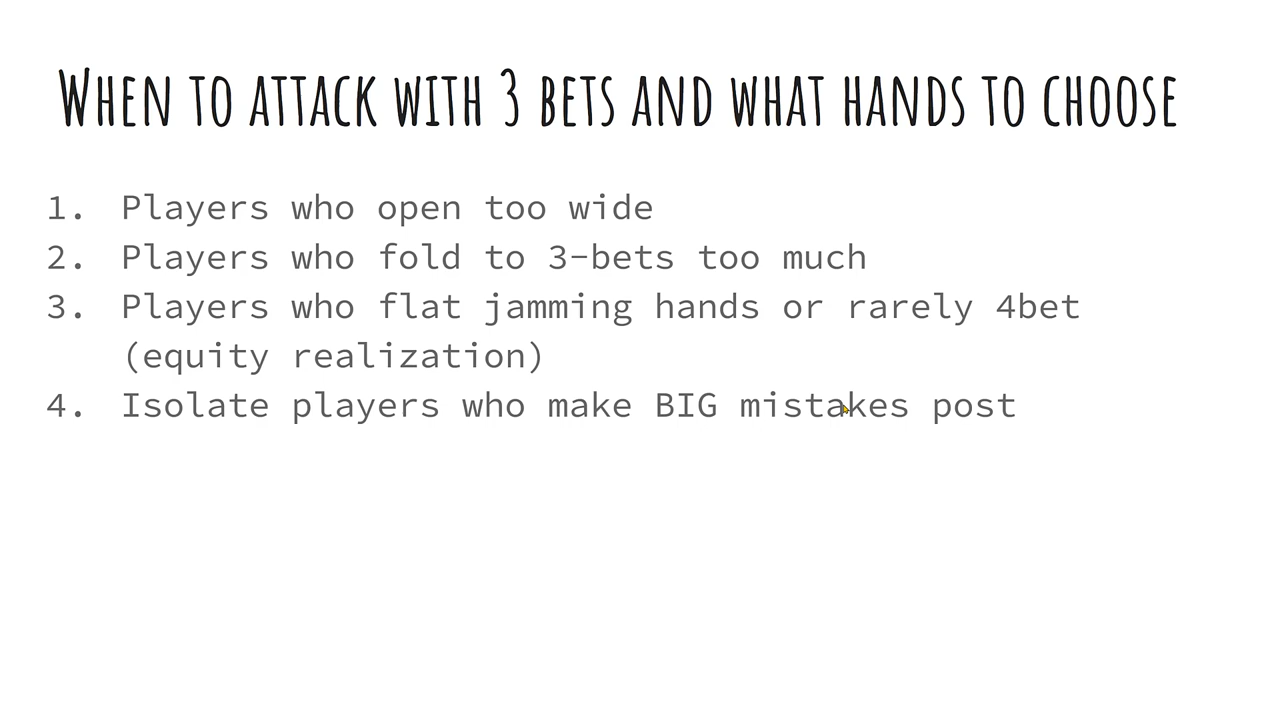 When to attack with 3 bets and what hands to choose
1. Players who open too wide
2. Players who fold to 3-bets too much
3. Players who flat jamming hands or rarely 4bet
(equity realization)
4. Isolate players who make BIG mistakes post